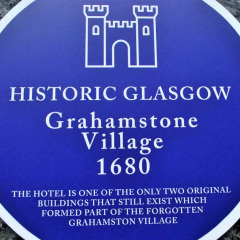 HISTORIC GLASGOW
Grahamstone
Village
1680
THE HOTEL IS ONE OF THE ONLY TWO ORIGINAL
BUILDINGS THAT STILL EXIST WHICH
FORMED PART OF THE FORGOTTEN
GRAHAMSTON VILLAGE